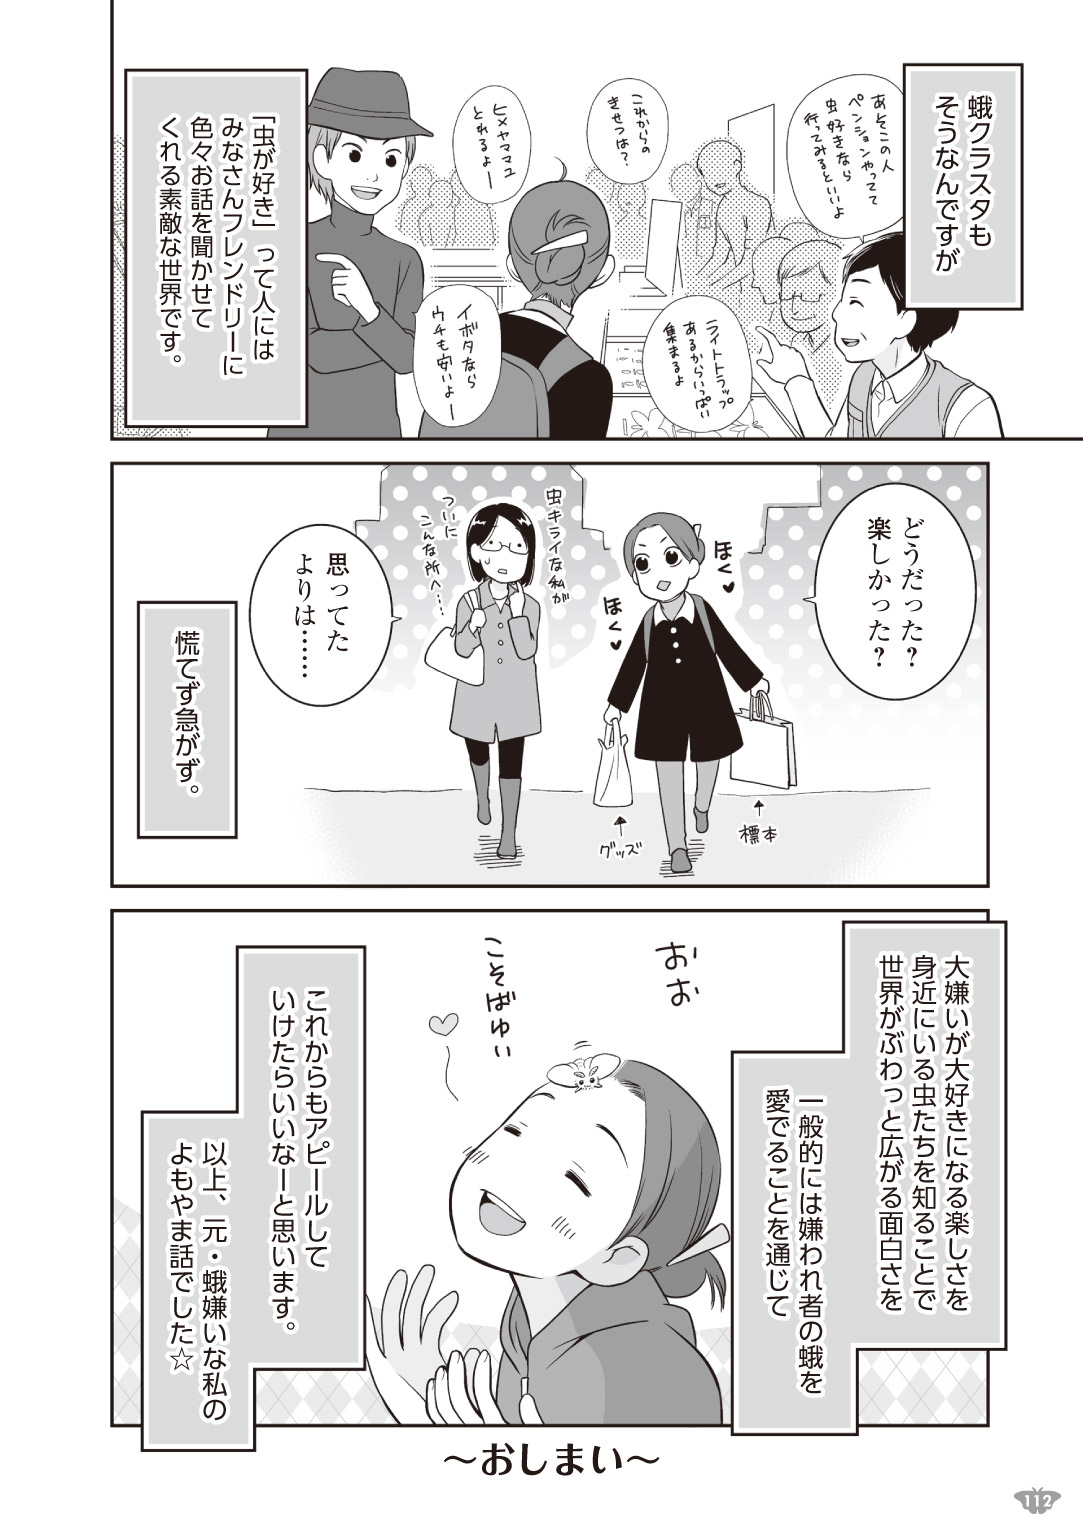 蛾クラスタも
そうなんですが
あそこの人
ペンションやってて
虫好きなら
行ってみるといいよ
これからの
きせつは?
ヒメヤママユ
とれるよー
ライトトラップ
あるからいっぱい
集まるよ
イボタなら
ウチも安いよー
「虫が好き」って人には
みなさんフレンドリーに
色々お話を聞かせて
くれる素敵な世界です。
どうだった?
楽しかった?
ほく♥
ほく♥
虫キライな私が
ついに
こんな所へ…
思ってた
よりは……
標本
グッズ
慌てず急がず。
大嫌いが大好きになる楽しさを
身近にいる虫たちを知ることで
世界がぶわっと広がる面白さを
一般的には嫌われ者の蛾を
愛でることを通じて
おお
こそばゆい
これからもアピールして
いけたらいいなーと思います。
以上、元・蛾嫌いな私の
よもやま話でした☆
〜おしまい〜
112